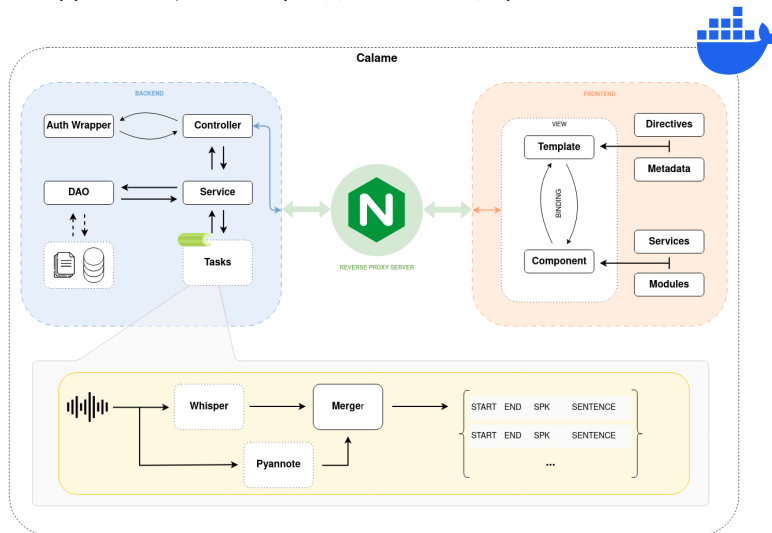 Calame
BACKEND
Auth Wrapper
Controller
DAO
Service
Tasks
N
REVERSE PROXY SERVER
FRONTEND
VIEW
Template
BINDING
Component
Directives
Metadata
Services
Modules
Whisper
Merger
Pyannote
START END SPK SENTENCE
START END SPK SENTENCE
...